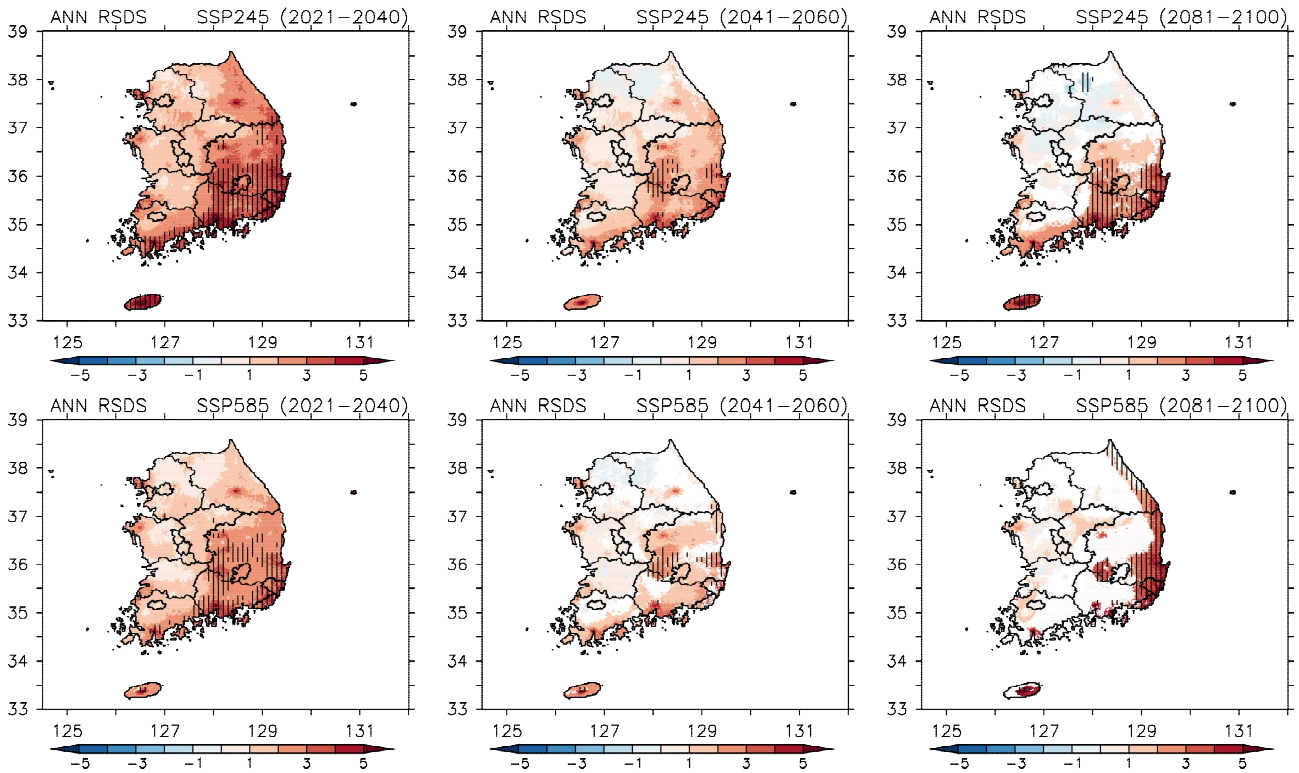 ANN RSDS SSP245 (2021−2040)
39
38
37
36
35
34
33
125 127 129 131
−5 −3 −1 1 3 5
ANN RSDS SSP245 (2041−2060)
39
38
37
36
35
34
33
125 127 129 131
−5 −3 −1 1 3 5
ANN RSDS SSP245 (2081−2100)
39
38
37
36
35
34
33
125 127 129 131
−5 −3 −1 1 3 5
ANN RSDS SSP585 (2021−2040)
39
38
37
36
35
34
33
125 127 129 131
−5 −3 −1 1 3 5
ANN RSDS SSP585 (2041−2060)
39
38
37
36
35
34
33
125 127 129 131
−5 −3 −1 1 3 5
ANN RSDS SSP585 (2081−2100)
39
38
37
36
35
34
33
125 127 129 131
−5 −3 −1 1 3 5